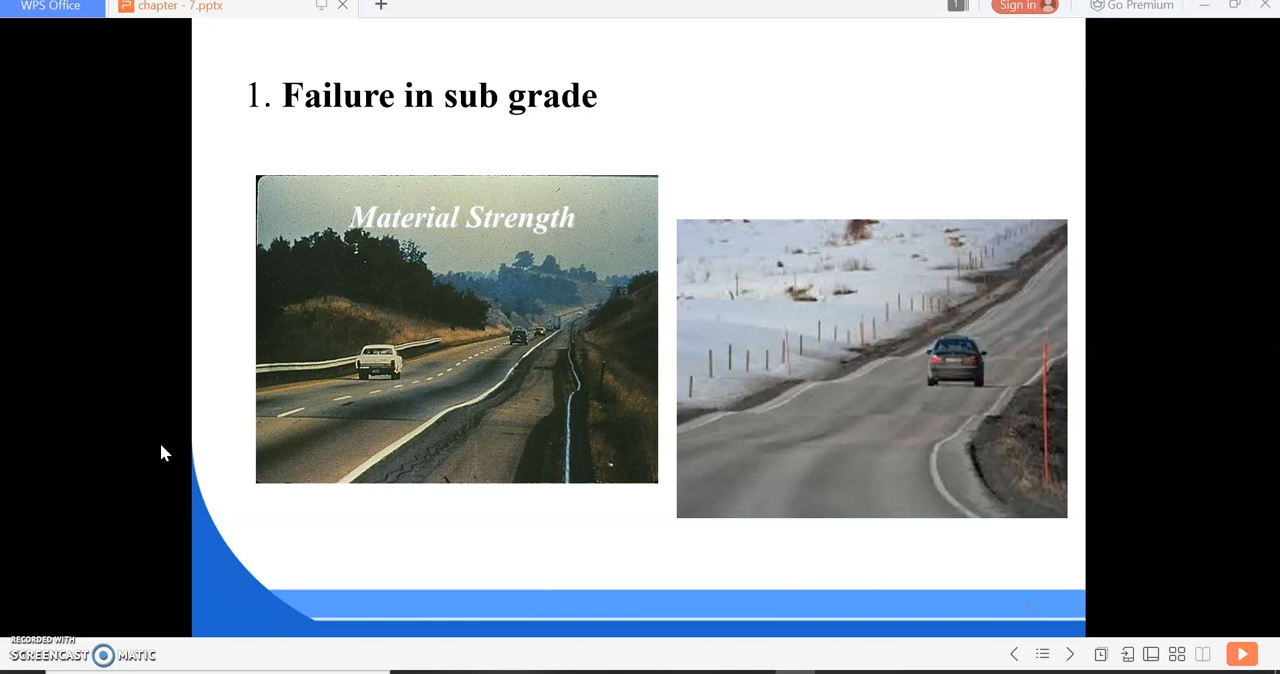 WPS Office
chapter - 7.pptx
1
Sign in
Go Premium
1. Failure in sub grade
Material Strength
RECORDED WITH
SCREENCAST MATIC